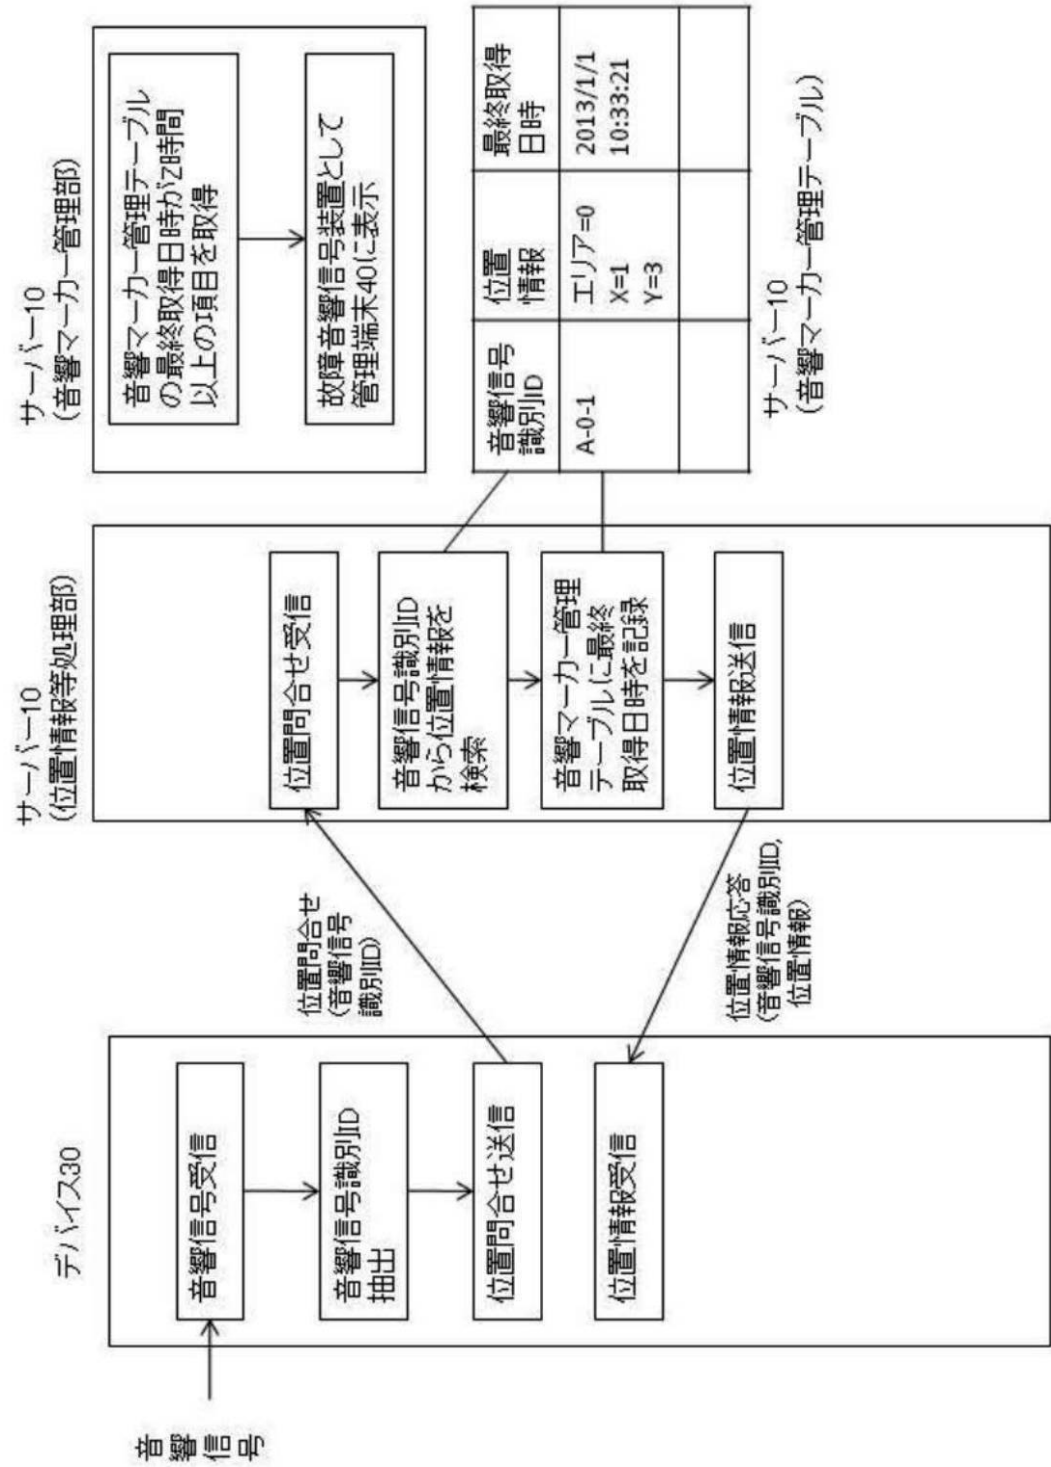 音
響
信
号
デバイス30
音響信号受信
音響信号識別ID
抽出
位置問合せ送信
位置情報受信
位置問合せ
(音響信号
識別ID)
位置情報応答
(音響信号識別ID,
位置情報)
サーバー10
(位置情報等処理部)
位置問合せ受信
音響信号識別ID
から位置情報を
検索
音響マーカー管理
テーブルに最終
取得日時を記録
位置情報送信
サーバー10
(音響マーカー管理部)
音響マーカー管理テーブル
の最終取得日時がZ時間
以上の項目を取得
故障音響信号装置として
管理端末40に表示
音響信号
識別ID
位置
情報
最終取得
日時
A-0-1
エリア=0
X=1
Y=3
2013/1/1
10:33:21
サーバー10
(音響マーカー管理テーブル)